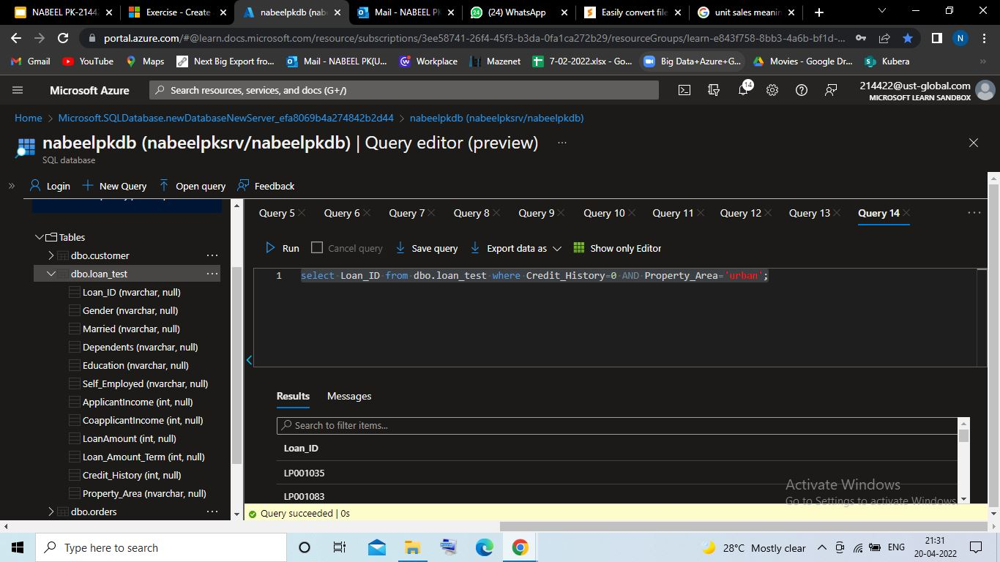 NABEEL PK-2144
Exercise - Create
nabeelpkdb (nab
Mail - NABEEL P
(24) WhatsApp
Easily convert file
unit sales meanin
portal.azure.com/#@learn.docs.microsoft.com/resource/subscriptions/3ee58741-26f4-45f3-b3da-0fa1ca272b29/resourceGroups/learn-e843f758-8bb3-4a6b-bf1d-...
N
Gmail
YouTube
Maps
Next Big Export fro...
Mail - NABEEL PK(U...
Workplace
Mazenet
7-02-2022.xlsx - Go...
Big Data+Azure+G...
Movies - Google Dr...
Kubera
Microsoft Azure
Search resources, services, and docs (G+/)
14
214422@ust-global.com
MICROSOFT LEARN SANDBOX
Home > Microsoft.SQLDatabase.newDatabaseNewServer_efa8069b4a274842b2d44 > nabeelpkdb (nabeelpksrv/nabeelpkdb)
nabeelpkdb (nabeelpksrv/nabeelpkdb) | Query editor (preview) ...
SQL database
Login
New Query
Open query
Feedback
Query 5
Query 6
Query 7
Query 8
Query 9
Query 10
Query 11
Query 12
Query 13
Query 14
Run
Cancel query
Save query
Export data as
Show only Editor
1 select Loan_ID from dbo.loan_test where Credit_History=0 AND Property_Area='urban';
Tables
dbo.customer
dbo.loan_test
Loan_ID (nvarchar, null)
Gender (nvarchar, null)
Married (nvarchar, null)
Dependents (nvarchar, null)
Education (nvarchar, null)
Self_Employed (nvarchar, null)
ApplicantIncome (int, null)
CoapplicantIncome (int, null)
LoanAmount (int, null)
Loan_Amount_Term (int, null)
Credit_History (int, null)
Property_Area (nvarchar, null)
dbo.orders
Results
Messages
Search to filter items...
Loan_ID
LP001035
LP001083
Activate Windows
Go to Settings to activate Windows.
Query succeeded | 0s
Type here to search
28°C Mostly clear
ENG
21:31
20-04-2022